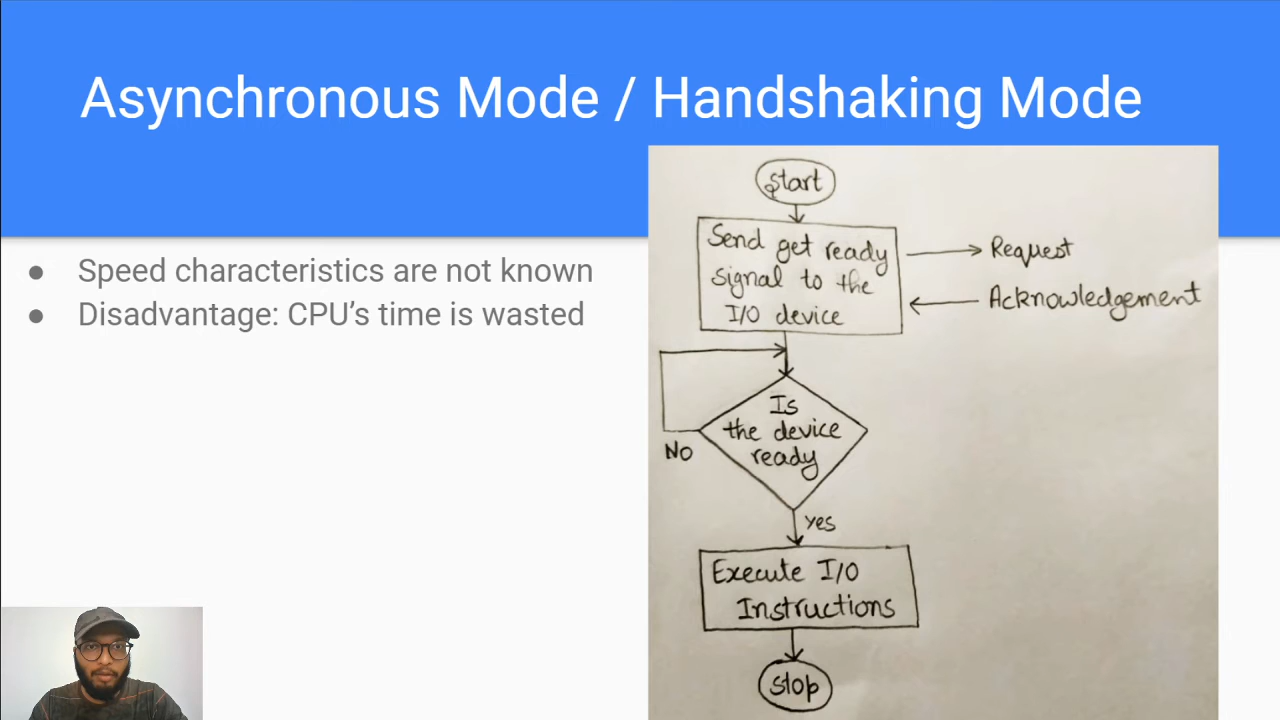 Asynchronous Mode / Handshaking Mode
● Speed characteristics are not known
● Disadvantage: CPU’s time is wasted
start
Send get ready
signal to the
I/O device
Request
Acknowledgement
Is
the device
ready
No
yes
Execute I/O
Instructions
stop